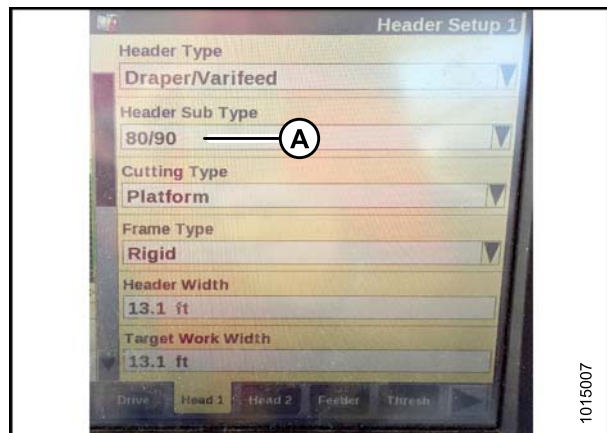 Header Setup 1
Header Type
Draper/Varifeed
Header Sub Type
80/90
A
Cutting Type
Platform
Frame Type
Rigid
Header Width
13.1 ft
Target Work Width
13.1 ft
Drive Head 1 Head 2 Feeder Thresh
1015007